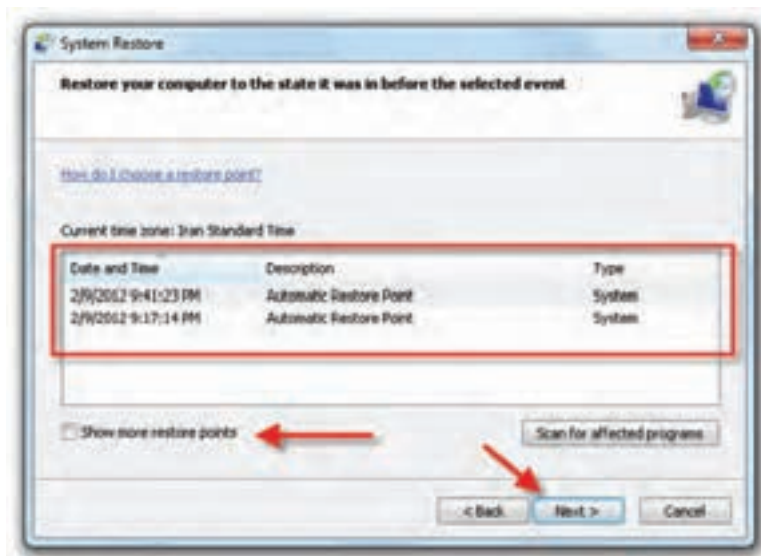 System Restore
Restore your computer to the state it was in before the selected event
How do I choose a restore point?
Current time zone: Iran Standard Time
Date and Time Description Type
2/9/2012 9:41:23 PM Automatic Restore Point System
2/9/2012 9:17:14 PM Automatic Restore Point System
Show more restore points
Scan for affected programs
< Back Next > Cancel